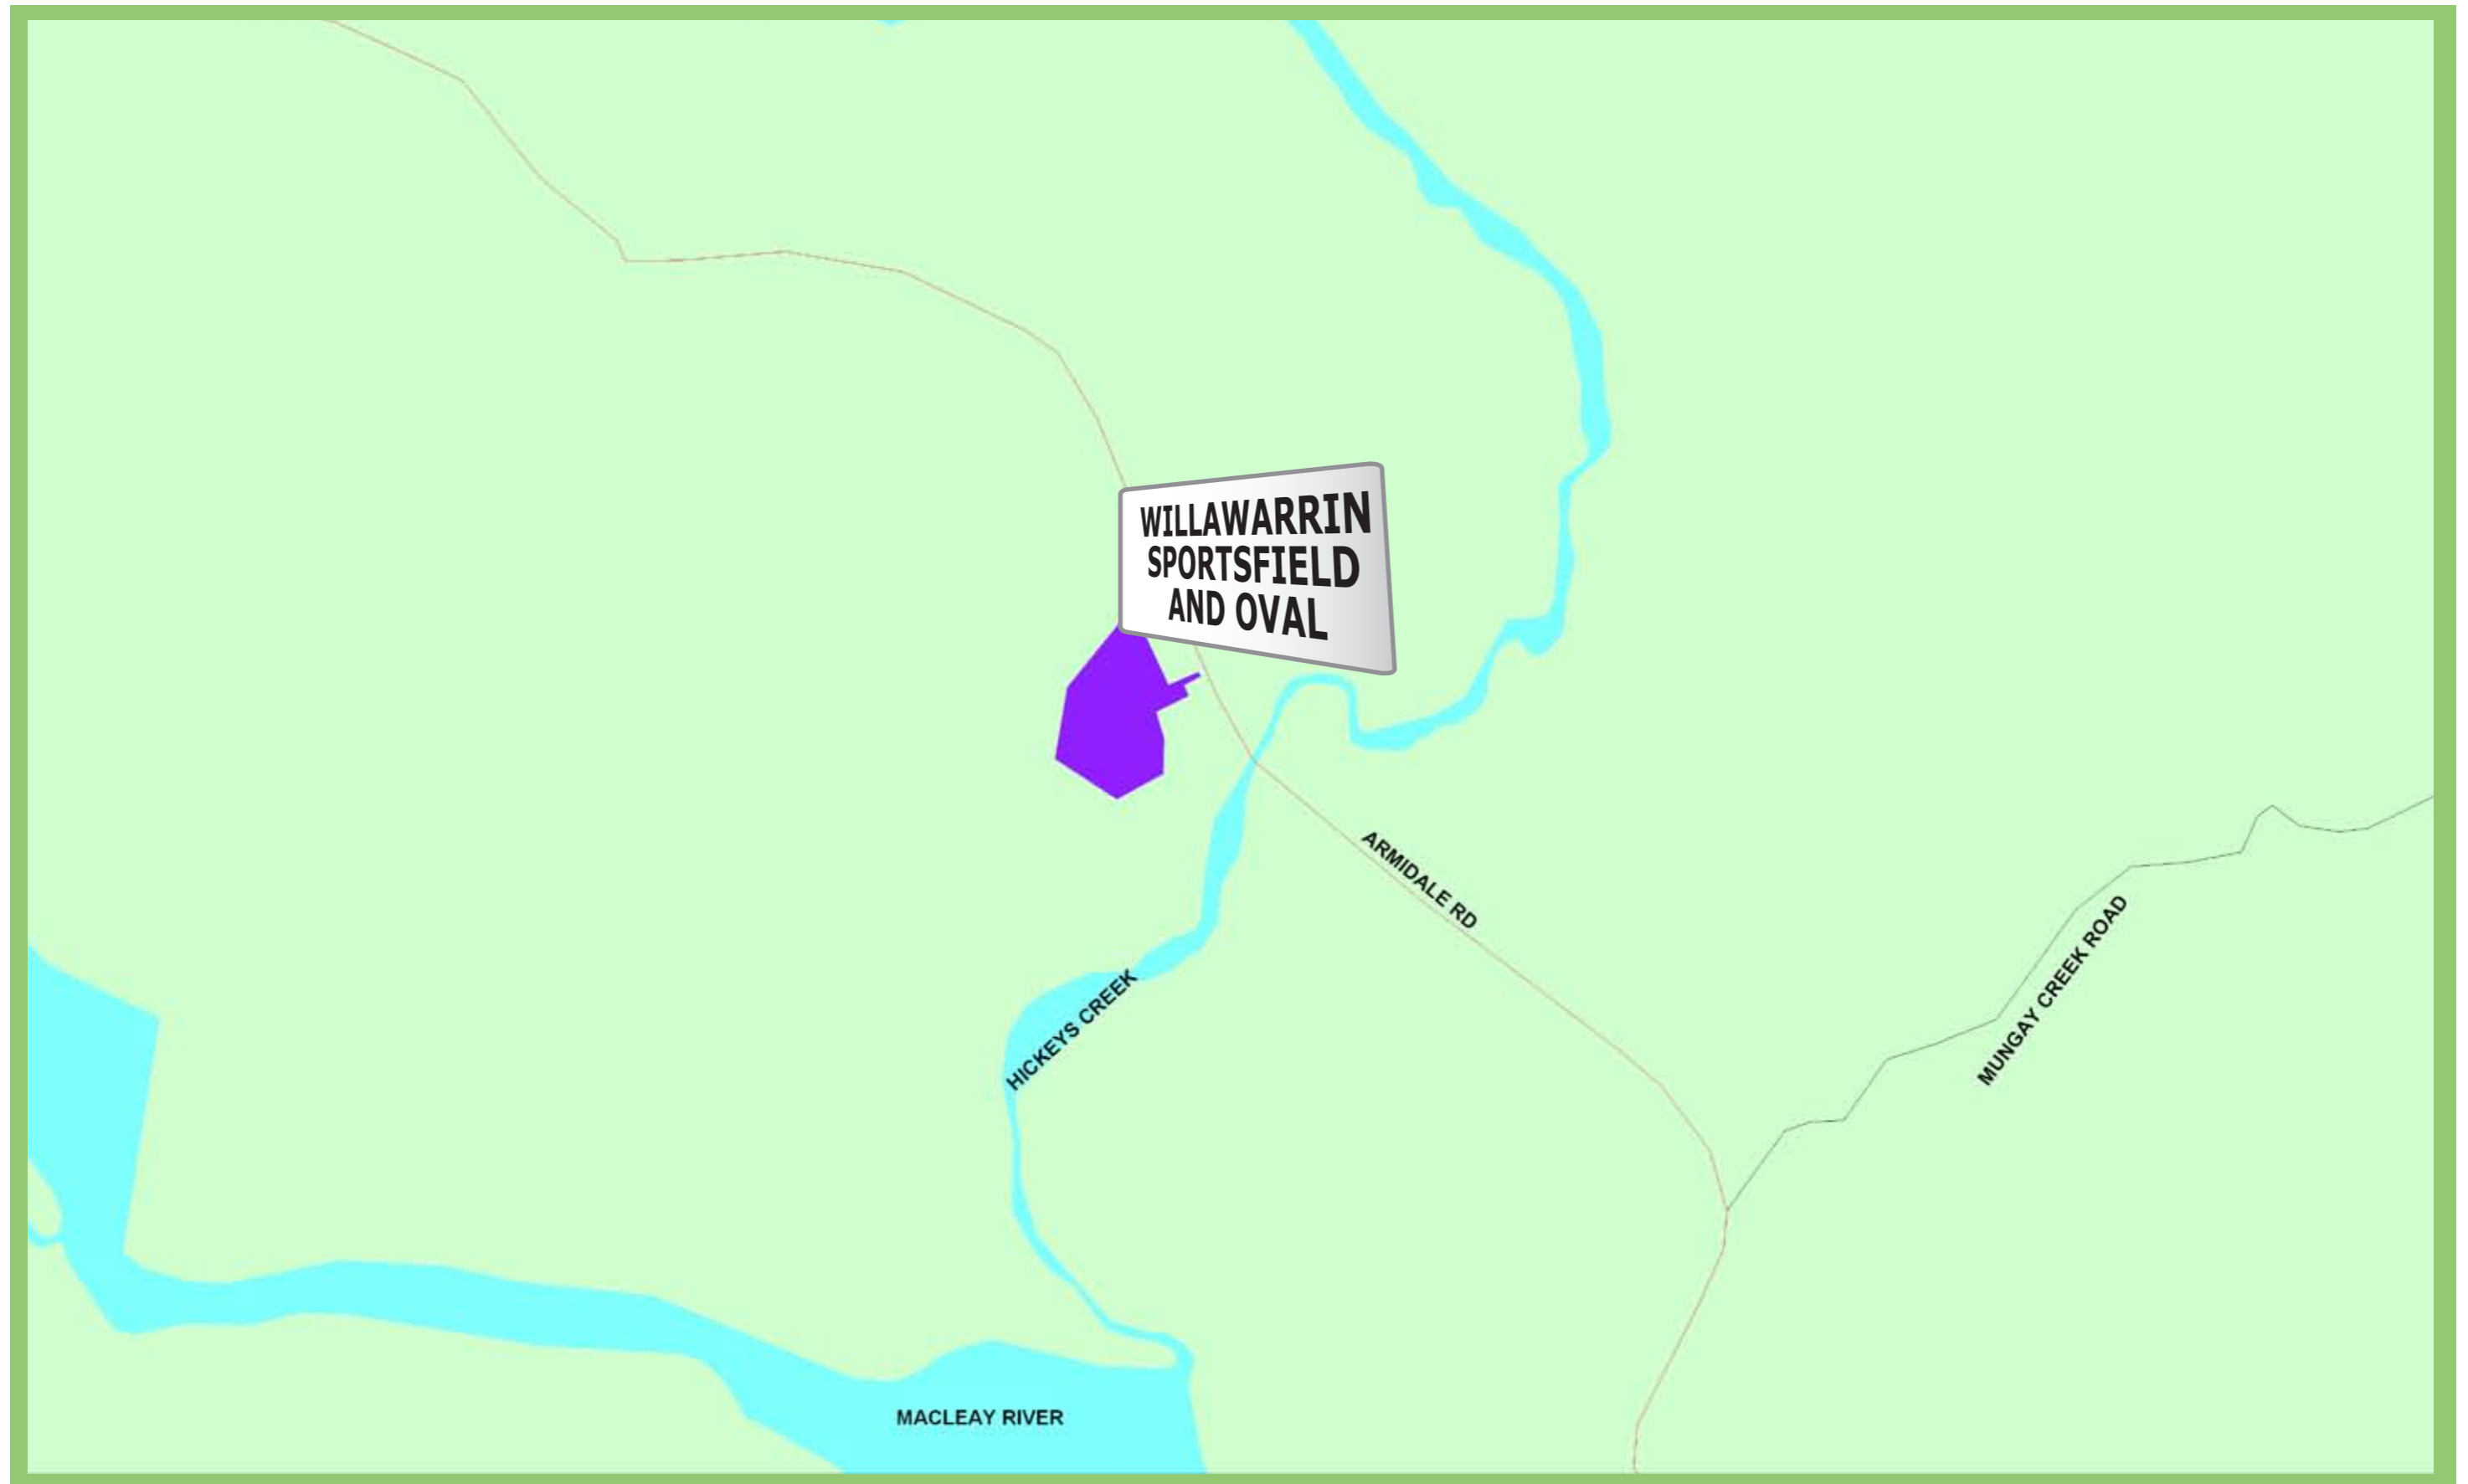 WILLAWARRIN
SPORTSFIELD
AND OVAL
ARMIDALE RD
MUNGAY CREEK ROAD
HICKEYS CREEK
MACLEAY RIVER